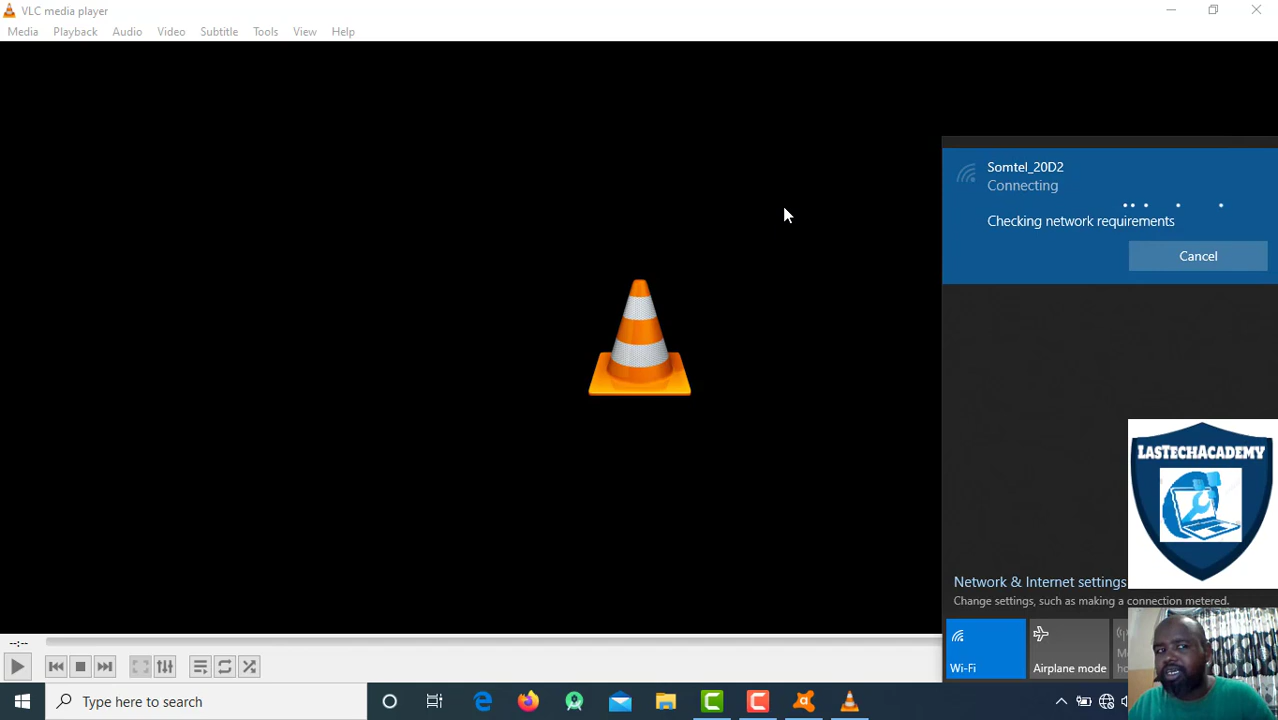 VLC media player
Media Playback Audio Video Subtitle Tools View Help
Somtel_20D2
Connecting
Checking network requirements
Cancel
LasTechAcademy
Network & Internet settings
Change settings, such as making a connection metered.
--:--
Wi-Fi
Airplane mode
Type here to search